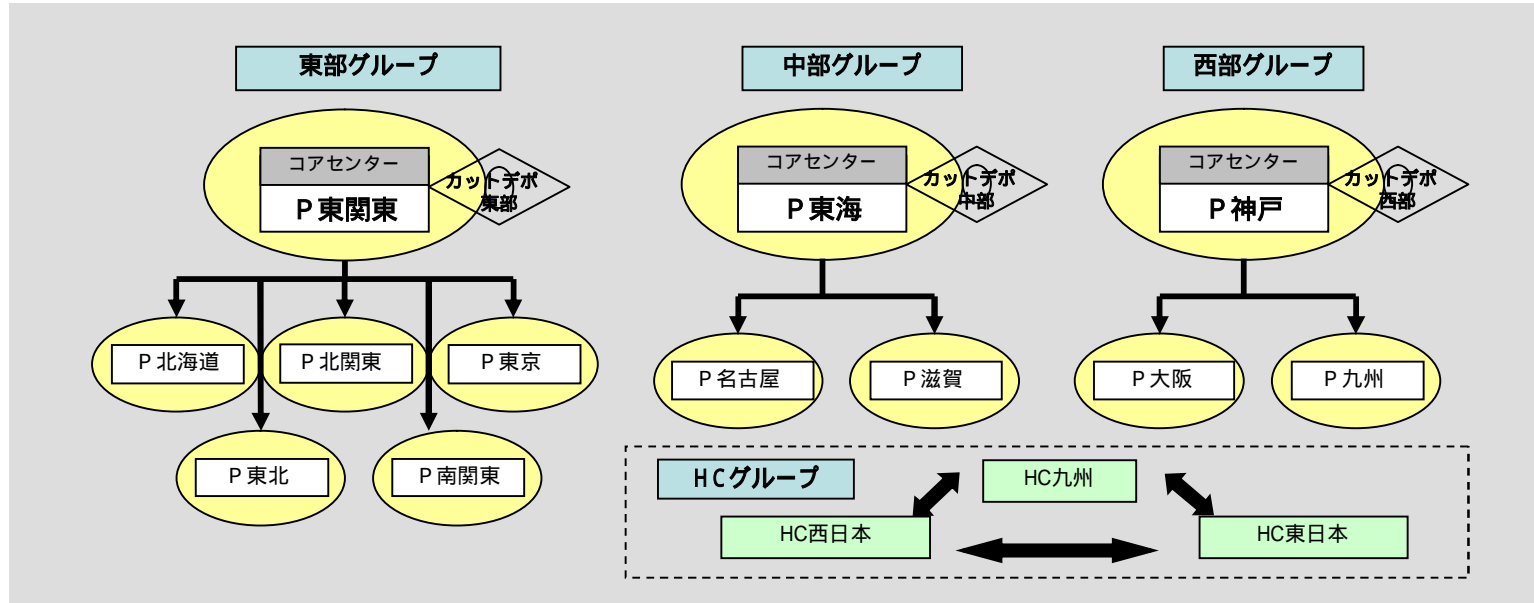 東部グループ
中部グループ
西部グループ
コアセンター
P東関東
カットデポ
東部
コアセンター
P東海
カットデポ
中部
コアセンター
P神戸
カットデポ
西部
P北海道
P北関東
P東京
P東北
P南関東
P名古屋
P滋賀
P大阪
P九州
HCグループ
HC九州
HC西日本
HC東日本